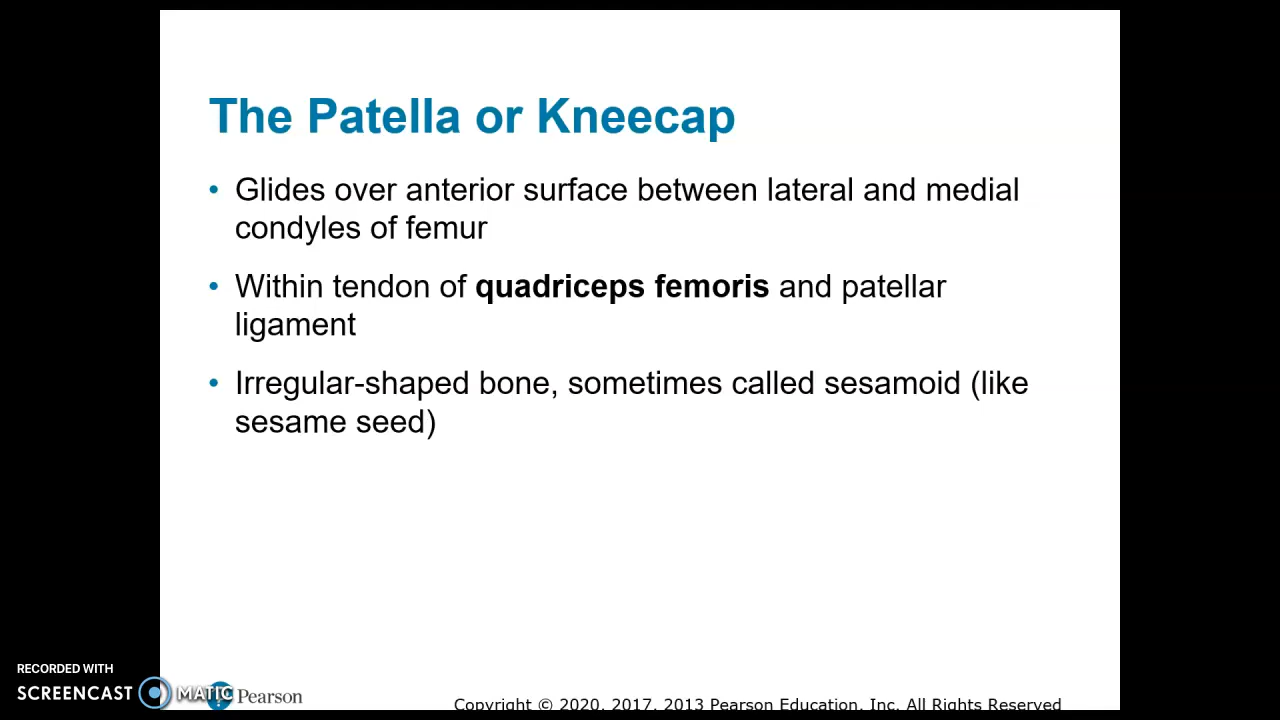 The Patella or Kneecap
• Glides over anterior surface between lateral and medial
condyles of femur
• Within tendon of quadriceps femoris and patellar
ligament
• Irregular-shaped bone, sometimes called sesamoid (like
sesame seed)
RECORDED WITH
SCREENCAST MATIC
Pearson
Copyright © 2020, 2017, 2013 Pearson Education, Inc. All Rights Reserved